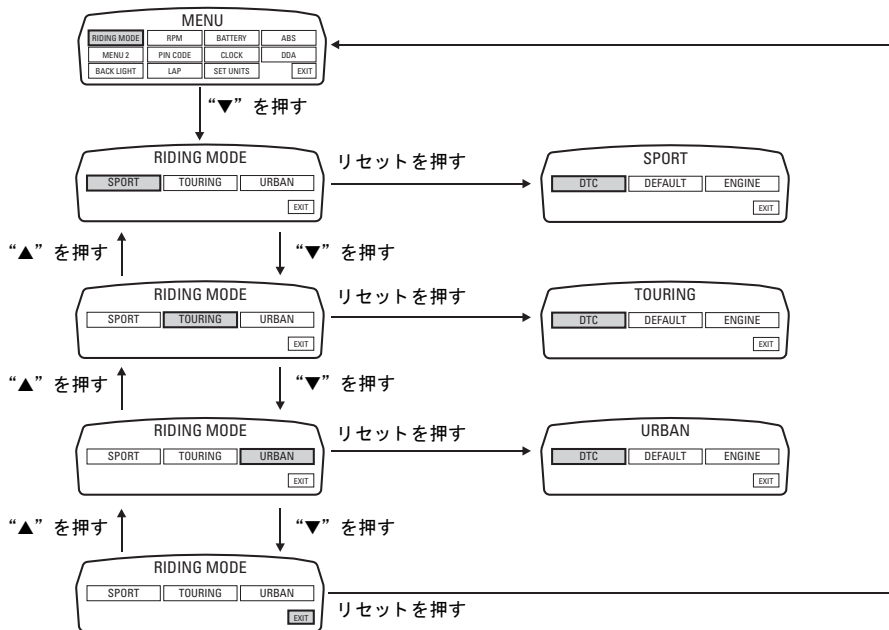 MENU
RIDING MODE RPM BATTERY ABS
MENU 2 PIN CODE CLOCK DDA
BACK LIGHT LAP SET UNITS EXIT
“▼”を押す
RIDING MODE
SPORT TOURING URBAN
EXIT
リセットを押す
SPORT
DTC DEFAULT ENGINE
EXIT
“▲”を押す
“▼”を押す
RIDING MODE
SPORT TOURING URBAN
EXIT
リセットを押す
TOURING
DTC DEFAULT ENGINE
EXIT
“▲”を押す
“▼”を押す
RIDING MODE
SPORT TOURING URBAN
EXIT
リセットを押す
URBAN
DTC DEFAULT ENGINE
EXIT
“▲”を押す
“▼”を押す
RIDING MODE
SPORT TOURING URBAN
EXIT
リセットを押す